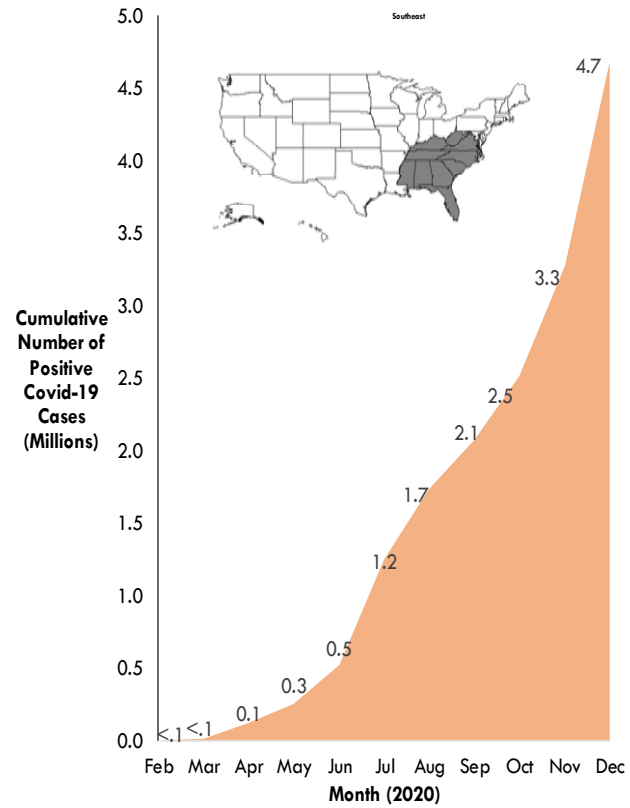 Southeast
5.0
4.5
4.0
3.5
3.0
2.5
2.0
1.5
1.0
0.5
0.0
Cumulative
Number of
Positive
Covid-19
Cases
(Millions)
<.1 <.1 0.1 0.3 0.5 1.2 1.7 2.1 2.5 3.3 4.7
Feb Mar Apr May Jun Jul Aug Sep Oct Nov Dec
Month (2020)